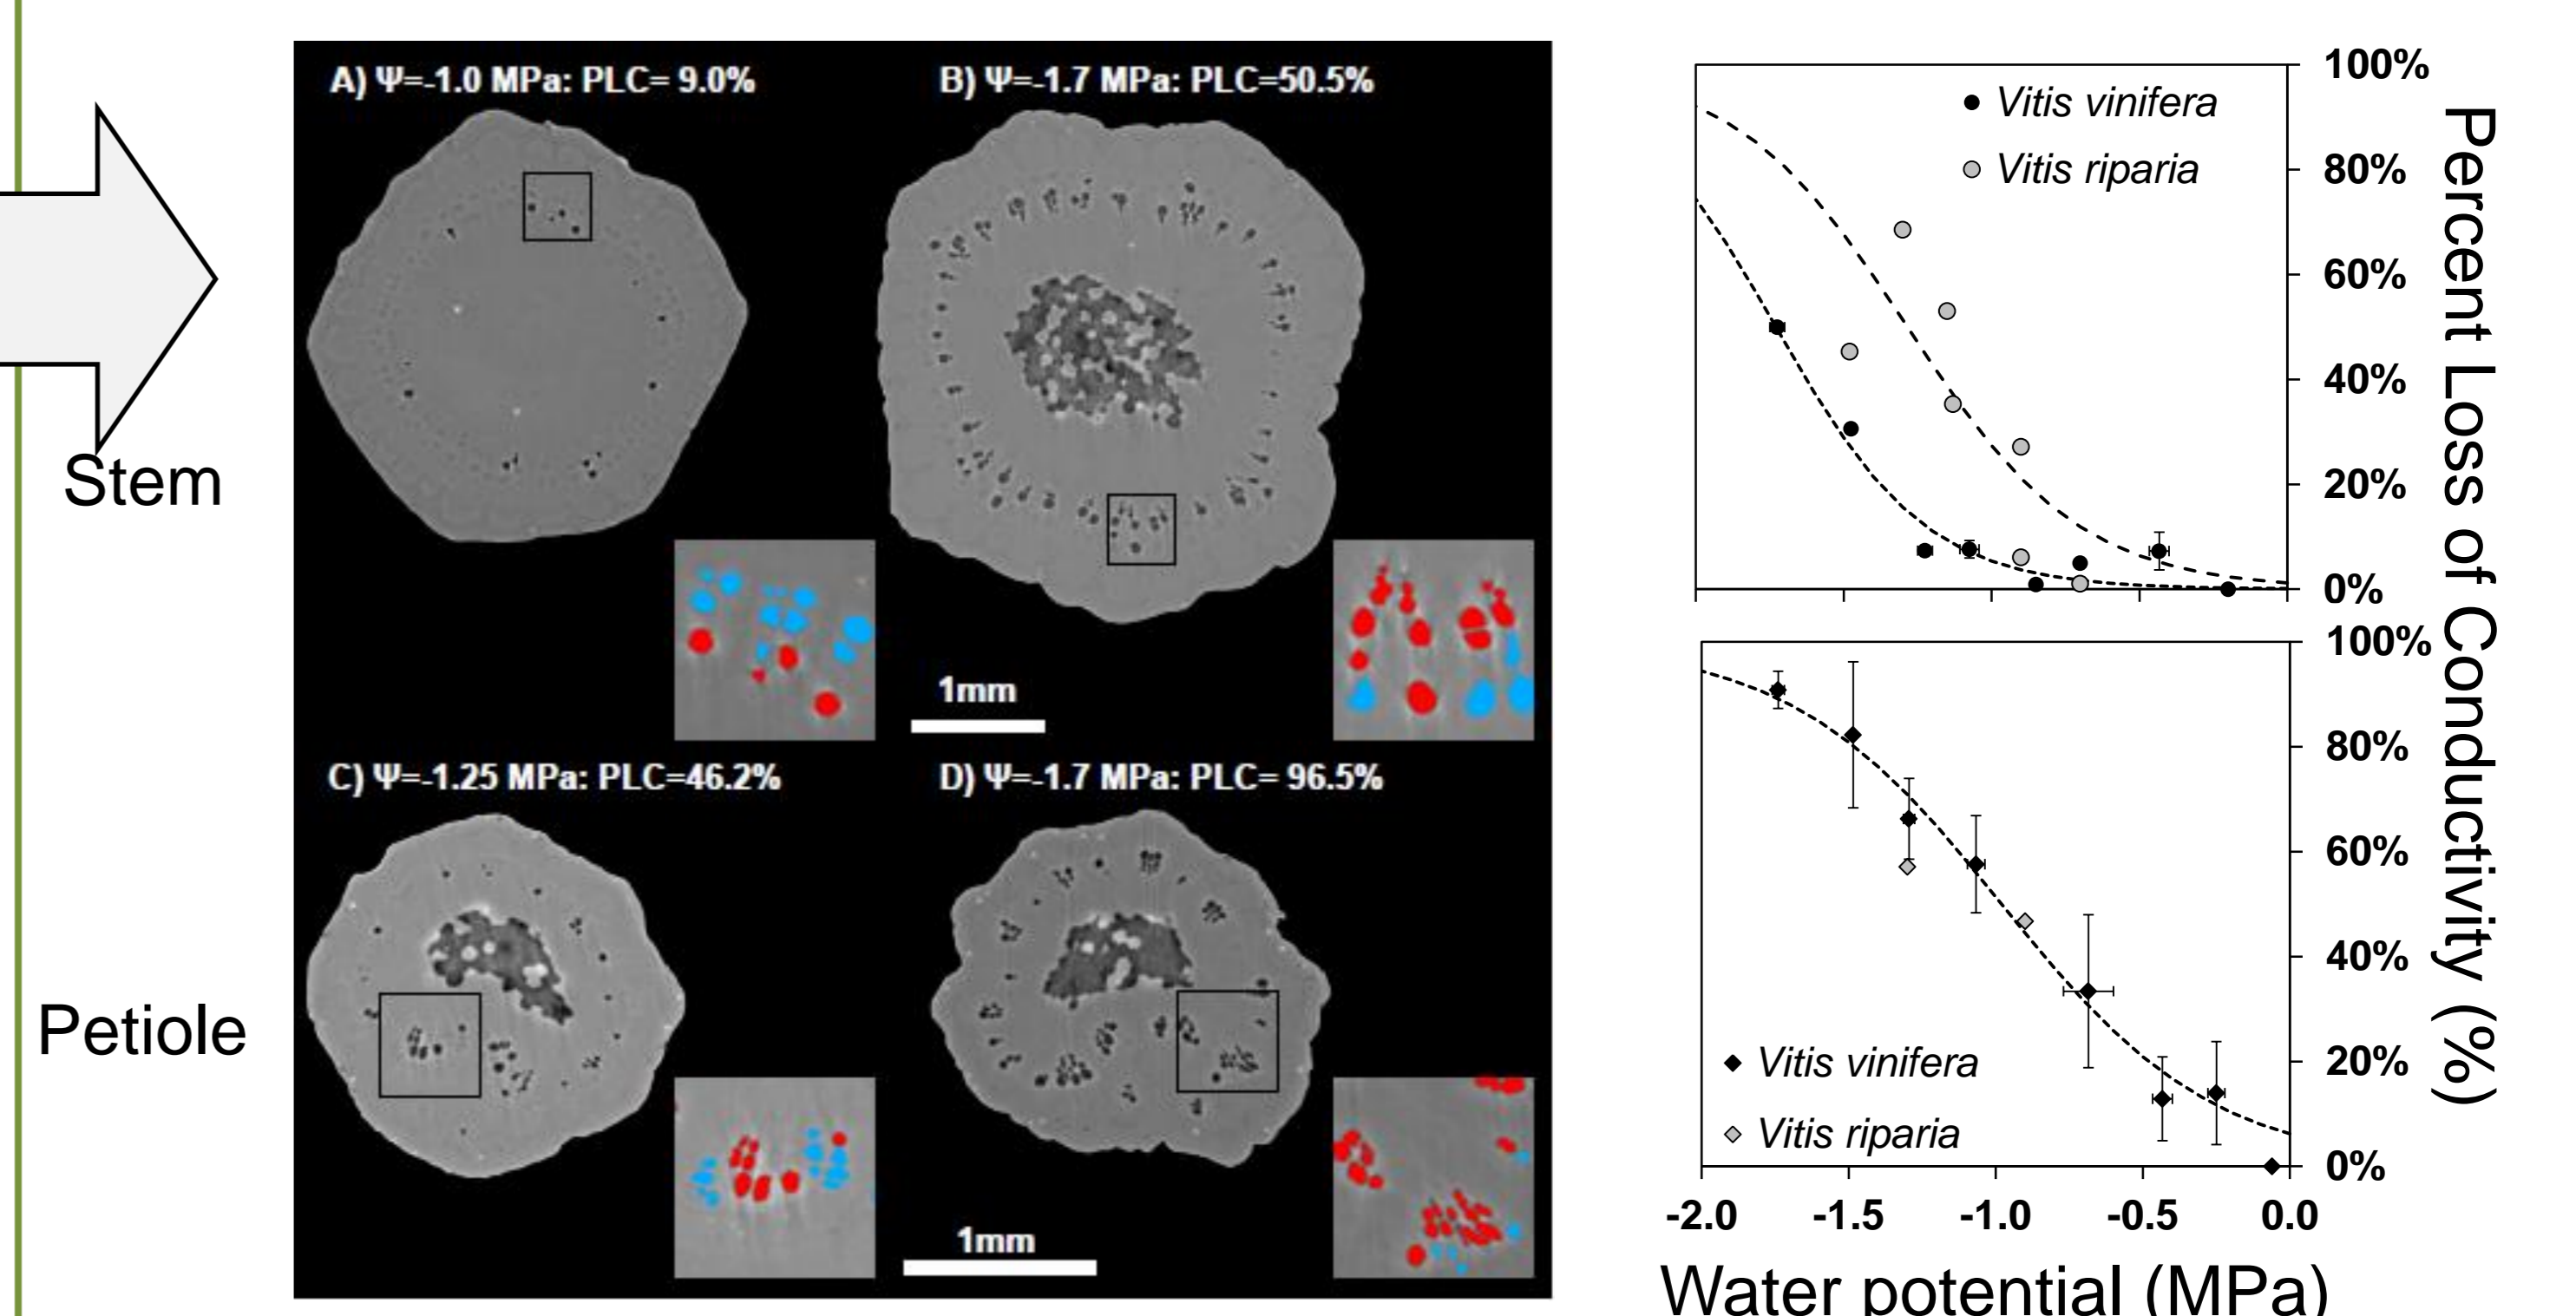 A) Ψ=-1.0 MPa: PLC= 9.0%
B) Ψ=-1.7 MPa: PLC=50.5%
1mm
Stem
C) Ψ=-1.25 MPa: PLC=46.2%
D) Ψ=-1.7 MPa: PLC= 96.5%
1mm
Petiole
Vitis vinifera
Vitis riparia
100%
80%
60%
40%
20%
0%
Vitis vinifera
Vitis riparia
100%
80%
60%
40%
20%
0%
-2.0 -1.5 -1.0 -0.5 0.0
Water potential (MPa)
Percent Loss of Conductivity (%)